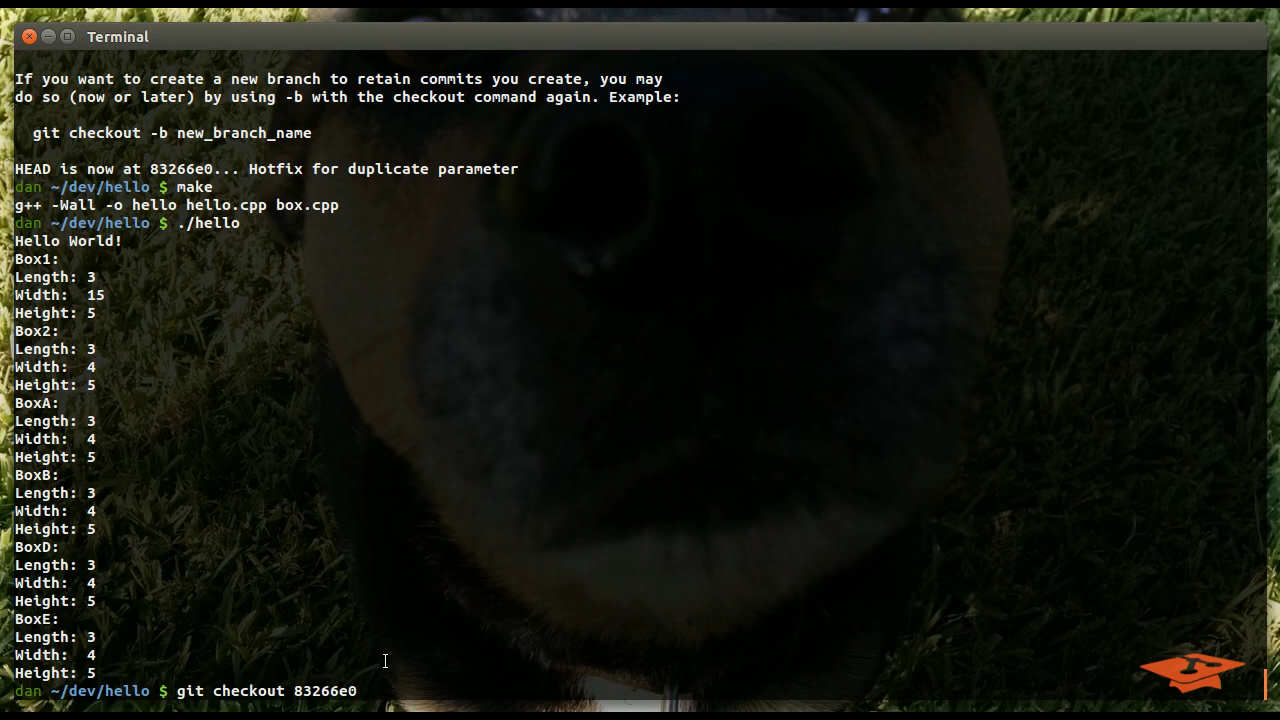 Terminal
If you want to create a new branch to retain commits you create, you may
do so (now or later) by using -b with the checkout command again. Example:
git checkout -b new_branch_name
HEAD is now at 83266e0... Hotfix for duplicate parameter
dan ~/dev/hello $ make
g++ -Wall -o hello hello.cpp box.cpp
dan ~/dev/hello $ ./hello
Hello World!
Box1:
Length: 3
Width:  15
Height: 5
Box2:
Length: 3
Width:  4
Height: 5
BoxA:
Length: 3
Width:  4
Height: 5
BoxB:
Length: 3
Width:  4
Height: 5
BoxD:
Length: 3
Width:  4
Height: 5
BoxE:
Length: 3
Width:  4
Height: 5
dan ~/dev/hello $ git checkout 83266e0